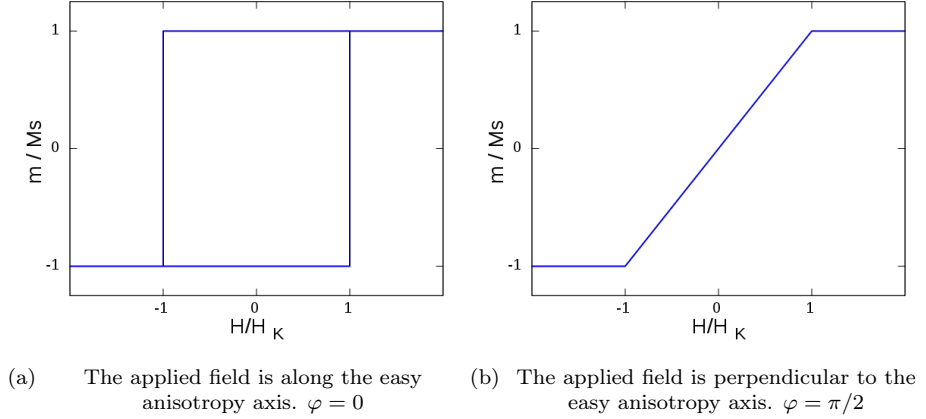 1
0
-1
m / Ms
-1 0 1
H/H K
1
0
-1
m / Ms
-1 0 1
H/H K
(a) The applied field is along the easy
anisotropy axis. φ = 0
(b) The applied field is perpendicular to the
easy anisotropy axis. φ = π/2